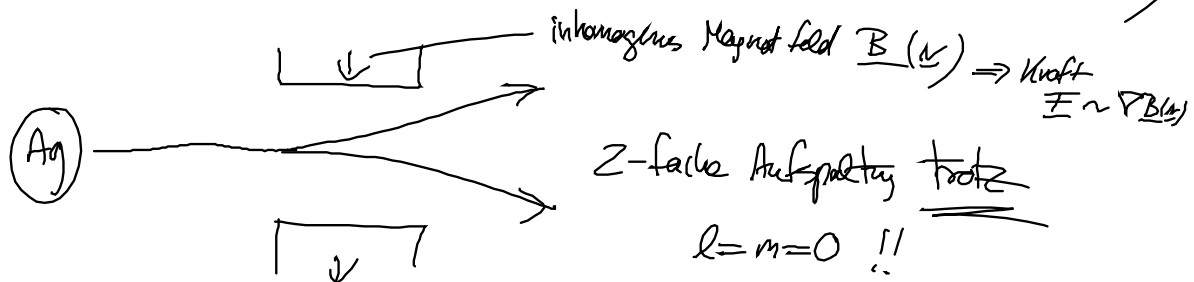 inhomogenes Magnetfeld B(r) => Kraft
F ~ ∇B(r)
Ag
2-fache Aufspaltung trotz
l=m=0 !!